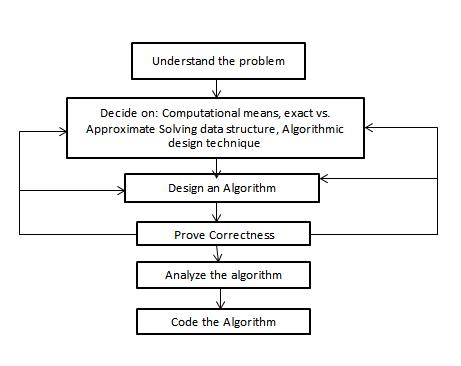 Understand the problem
Decide on: Computational means, exact vs.
Approximate Solving data structure, Algorithmic
design technique
Design an Algorithm
Prove Correctness
Analyze the algorithm
Code the Algorithm